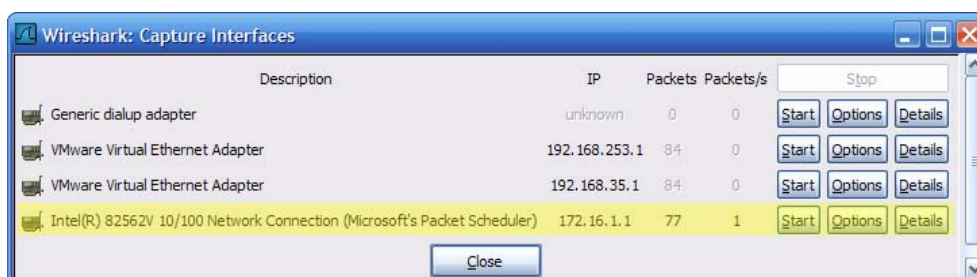 Wireshark: Capture Interfaces
Description IP Packets Packets/s Stop
Generic dialup adapter unknown 0 0 Start Options Details
VMware Virtual Ethernet Adapter 192.168.253.1 84 0 Start Options Details
VMware Virtual Ethernet Adapter 192.168.35.1 84 0 Start Options Details
Intel(R) 82562V 10/100 Network Connection (Microsoft's Packet Scheduler) 172.16.1.1 77 1 Start Options Details
Close